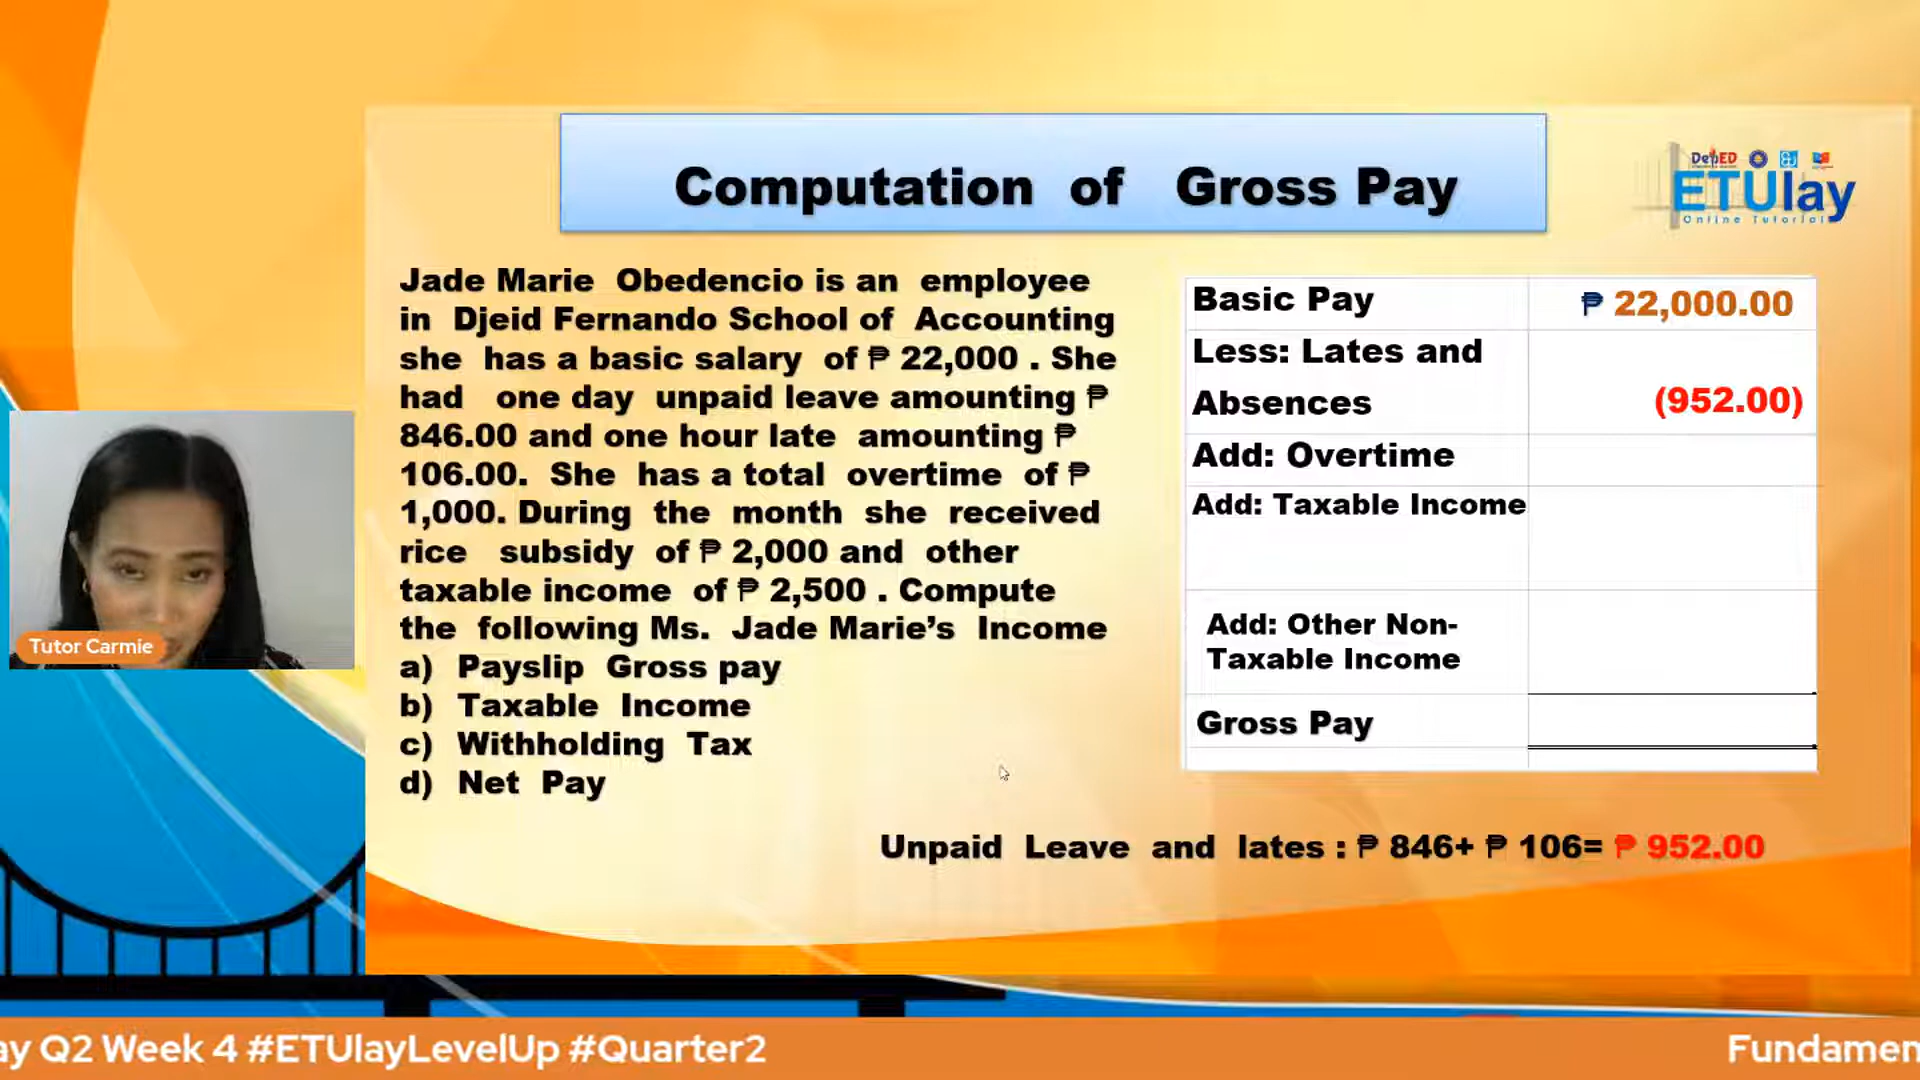 Computation of Gross Pay
DepED
ETUlay
Online Tutorial
Jade Marie Obedencio is an employee
in Djeid Fernando School of Accounting
she has a basic salary of ₱ 22,000 . She
had one day unpaid leave amounting ₱
846.00 and one hour late amounting ₱
106.00. She has a total overtime of ₱
1,000. During the month she received
rice subsidy of ₱ 2,000 and other
taxable income of ₱ 2,500 . Compute
the following Ms. Jade Marie’s Income
a) Payslip Gross pay
b) Taxable Income
c) Withholding Tax
d) Net Pay
Basic Pay ₱ 22,000.00
Less: Lates and
Absences (952.00)
Add: Overtime
Add: Taxable Income
Add: Other Non-
Taxable Income
Gross Pay
Unpaid Leave and lates : ₱ 846+ ₱ 106= ₱ 952.00
Tutor Carmie
ay Q2 Week 4 #ETUlayLevelUp #Quarter2
Fundamen